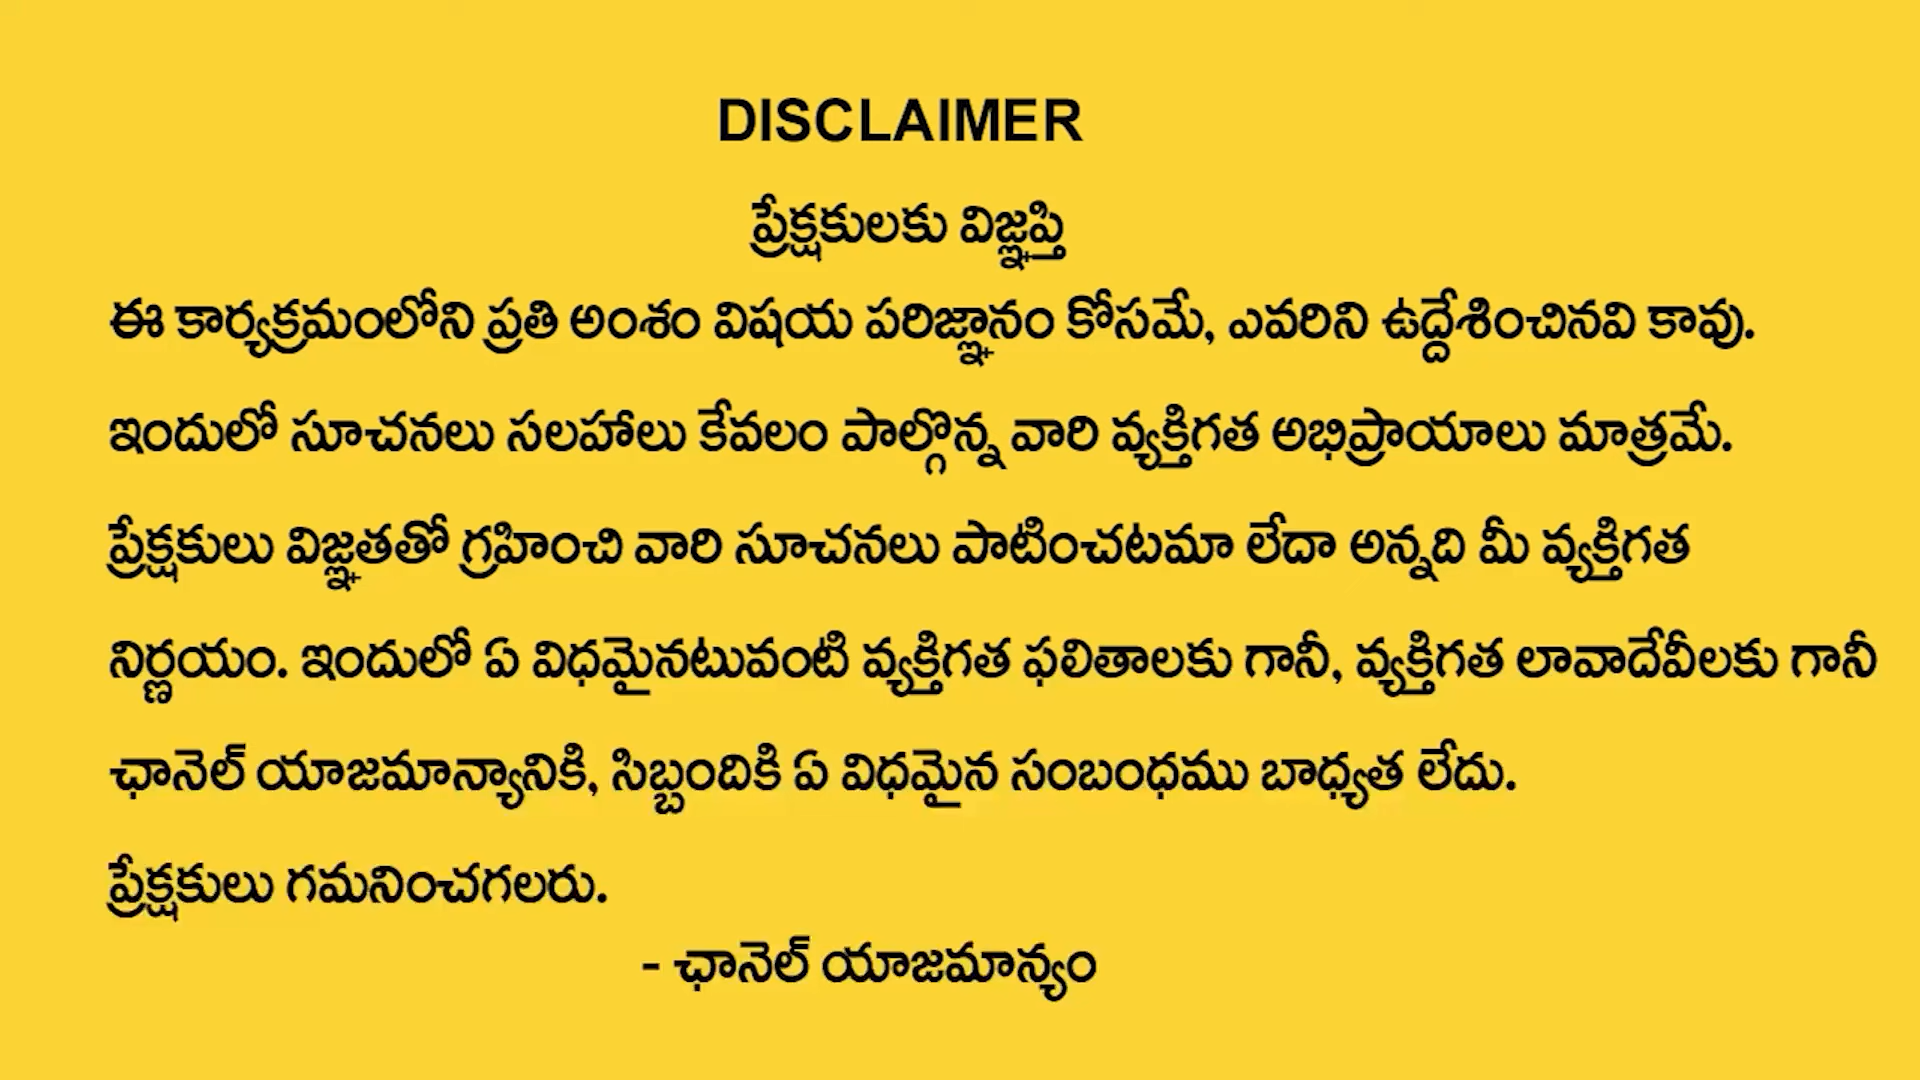 DISCLAIMER
ప్రేక్షకులకు విజ్ఞప్తి
ఈ కార్యక్రమంలోని ప్రతి అంశం విషయ పరిజ్ఞానం కోసమే, ఎవరిని ఉద్దేశించినవి కావు.
ఇందులో సూచనలు సలహాలు కేవలం పాల్గొన్న వారి వ్యక్తిగత అభిప్రాయాలు మాత్రమే.
ప్రేక్షకులు విజ్ఞతతో గ్రహించి వారి సూచనలు పాటించటమా లేదా అన్నది మీ వ్యక్తిగత
నిర్ణయం. ఇందులో ఏ విధమైనటువంటి వ్యక్తిగత ఫలితాలకు గానీ, వ్యక్తిగత లావాదేవీలకు గానీ
ఛానెల్ యాజమాన్యానికి, సిబ్బందికి ఏ విధమైన సంబంధము బాధ్యత లేదు.
ప్రేక్షకులు గమనించగలరు.
- ఛానెల్ యాజమాన్యం